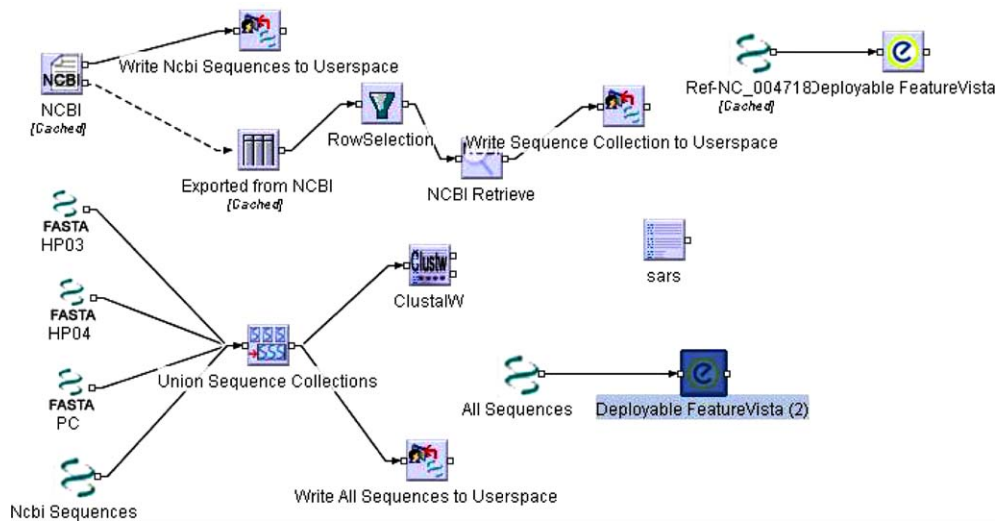 Write Ncbi Sequences to Userspace
NCBI
NCBI
[Cached]
Ref-NC_004718
[Cached]
e
Deployable FeatureVista
Exported from NCBI
[Cached]
RowSelection
NCBI Retrieve
Write Sequence Collection to Userspace
FASTA
HP03
FASTA
HP04
FASTA
PC
Ncbi Sequences
SSS
SSS
Union Sequence Collections
Clustw
ClustalW
Write All Sequences to Userspace
sars
All Sequences
e
Deployable FeatureVista (2)